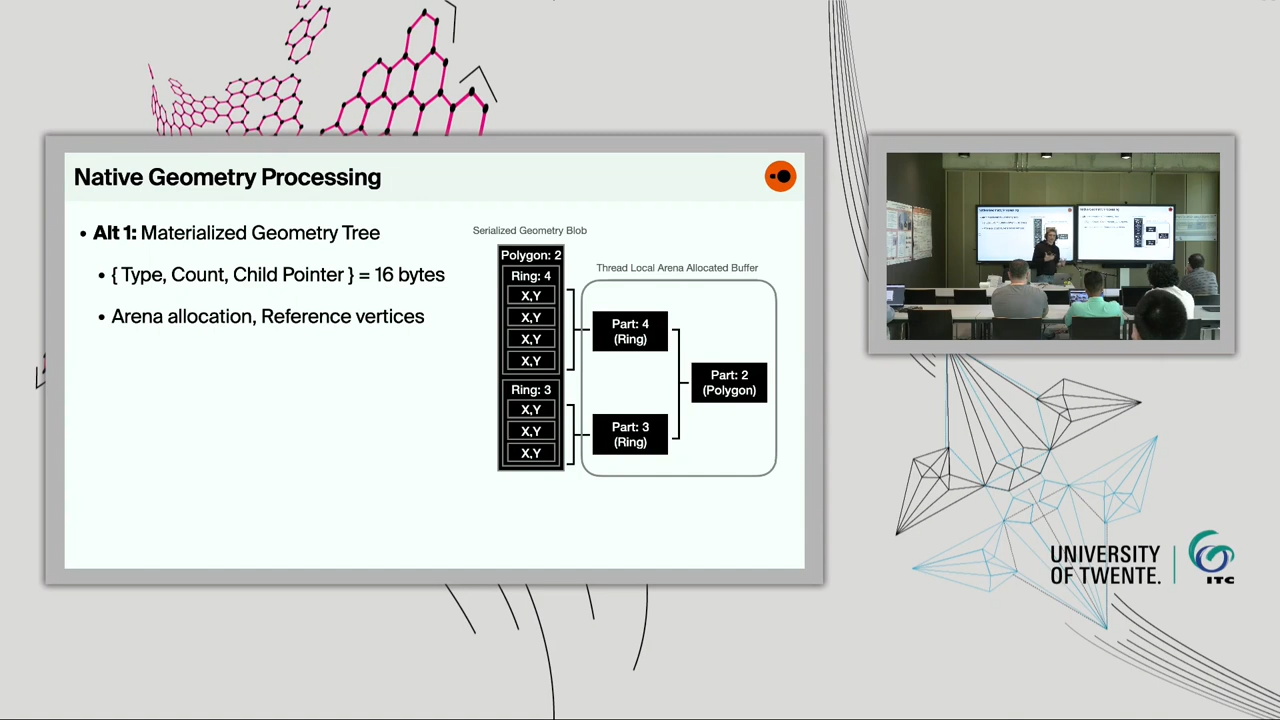 Native Geometry Processing
• Alt 1: Materialized Geometry Tree
• { Type, Count, Child Pointer } = 16 bytes
• Arena allocation, Reference vertices
Serialized Geometry Blob
Polygon: 2
Ring: 4
X,Y
X,Y
X,Y
X,Y
Ring: 3
X,Y
X,Y
X,Y
Thread Local Arena Allocated Buffer
Part: 4
(Ring)
Part: 3
(Ring)
Part: 2
(Polygon)
UNIVERSITY
OF TWENTE.
ITC